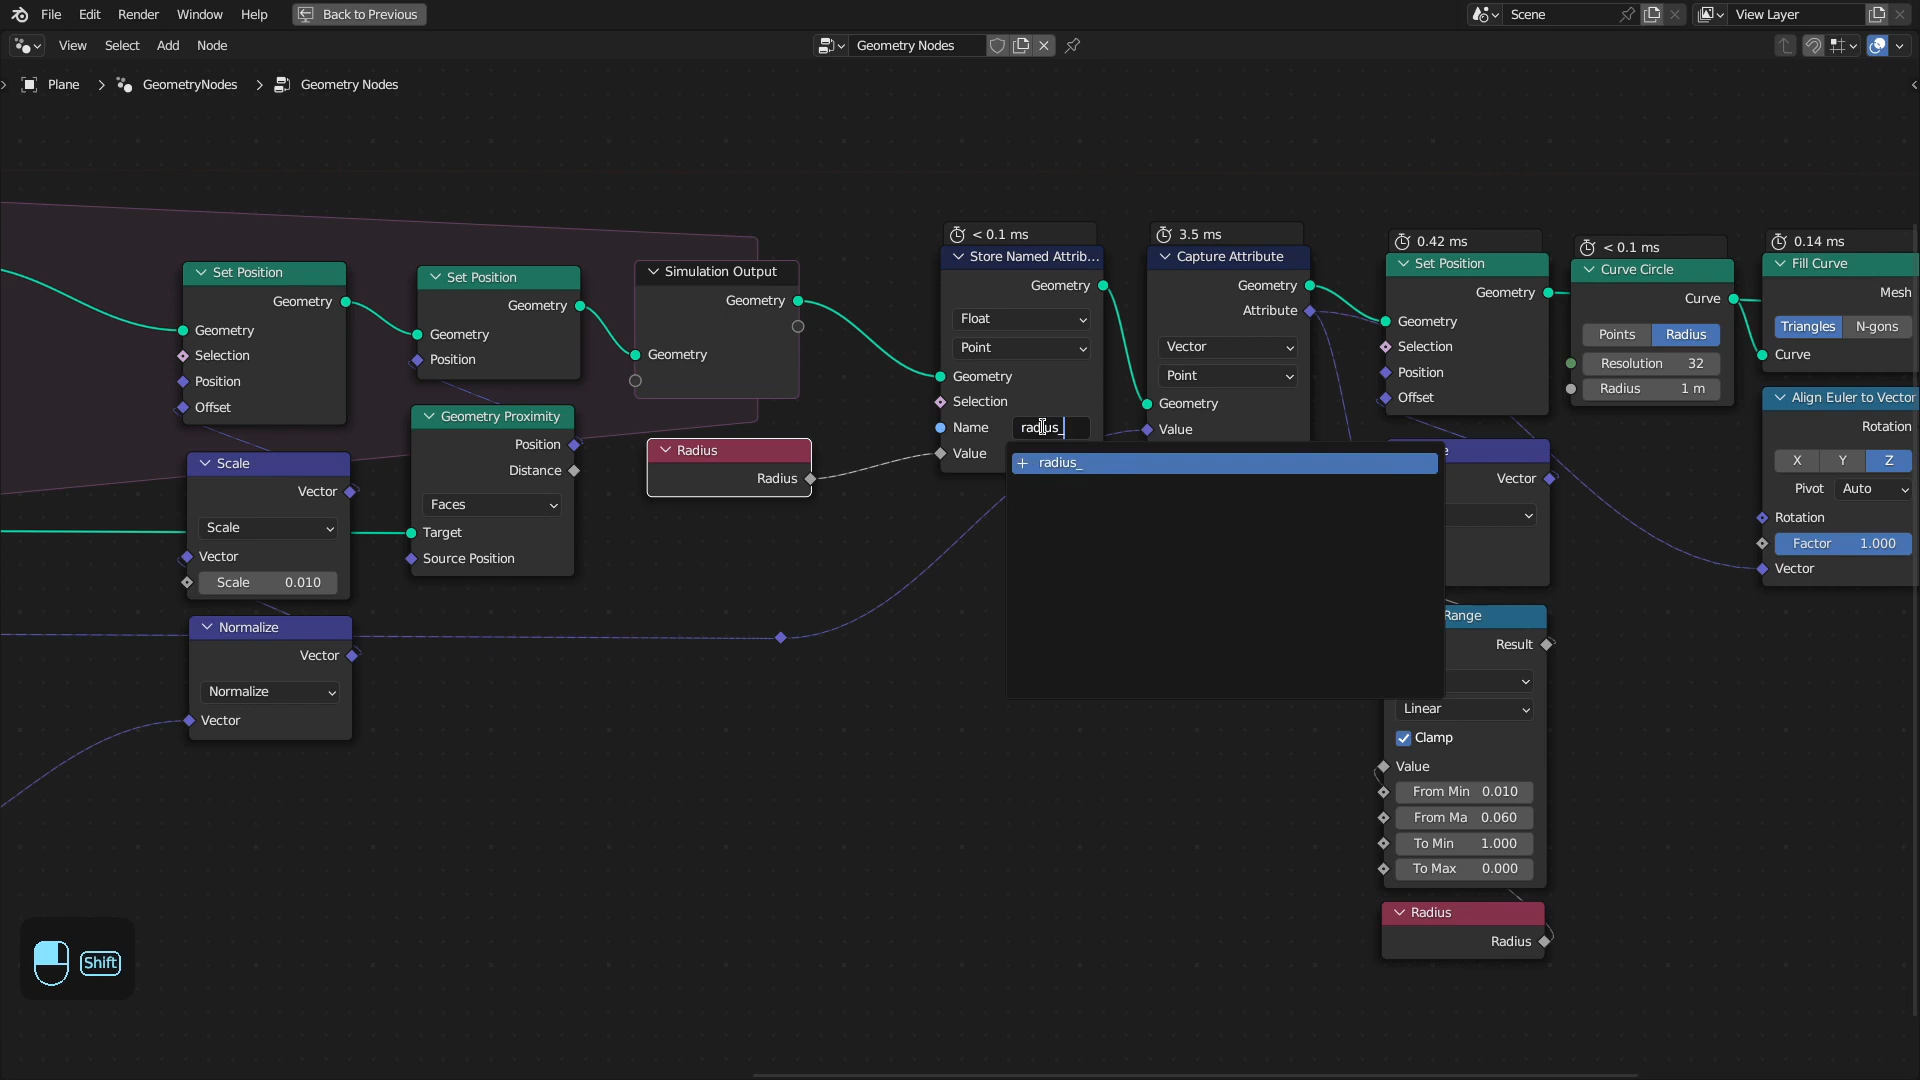 File Edit Render Window Help Back to Previous Scene View Layer
View Select Add Node Geometry Nodes
Plane GeometryNodes Geometry Nodes
Set Position
Geometry
Geometry
Selection
Position
Offset
Set Position
Geometry
Geometry
Position
Simulation Output
Geometry
Geometry
< 0.1 ms
Store Named Attrib...
Geometry
Float
Point
Geometry
Selection
Name radius_
Value
+ radius_
3.5 ms
Capture Attribute
Geometry
Attribute
Vector
Point
Geometry
Value
0.42 ms
Set Position
Geometry
Geometry
Selection
Position
Offset
< 0.1 ms
Curve Circle
Curve
Points Radius
Resolution 32
Radius 1 m
0.14 ms
Fill Curve
Mesh
Triangles N-gons
Curve
Geometry Proximity
Position
Distance
Faces
Target
Source Position
Radius
Radius
Scale
Vector
Scale
Vector
Scale 0.010
Normalize
Vector
Normalize
Vector
e
Vector
Align Euler to Vector
Rotation
X Y Z
Pivot Auto
Rotation
Factor 1.000
Vector
Range
Result
Linear
Clamp
Value
From Min 0.010
From Ma 0.060
To Min 1.000
To Max 0.000
Radius
Radius
Shift